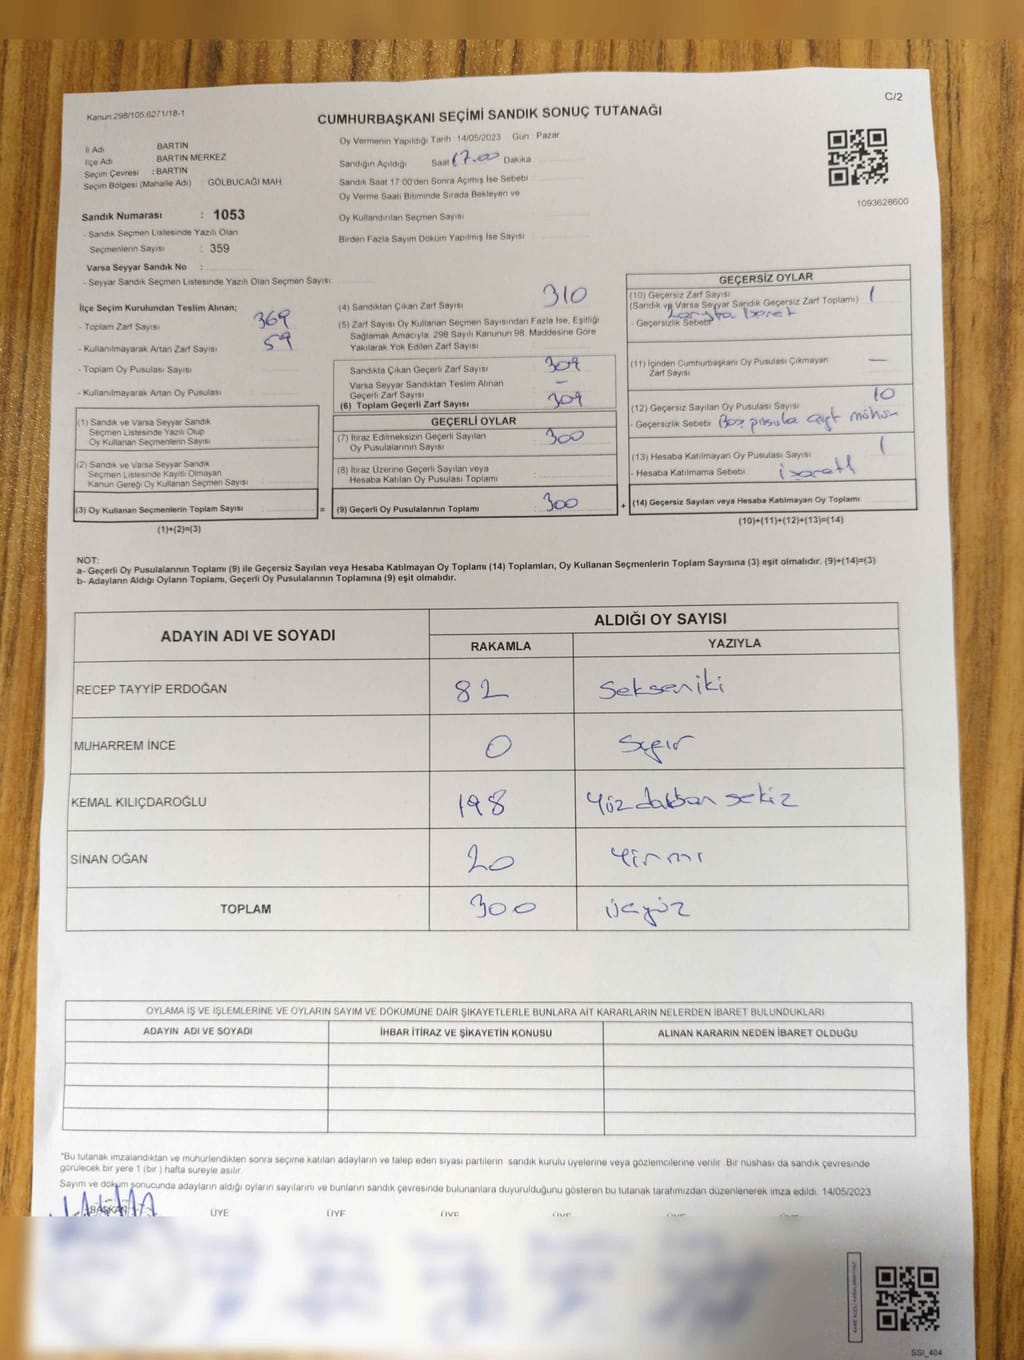 C/2
Kanun:298/105,6271/18-1
CUMHURBAŞKANI SEÇİMİ SANDIK SONUÇ TUTANAĞI
İl Adı BARTIN
İlçe Adı BARTIN MERKEZ
Seçim Çevresi : BARTIN
Seçim Bölgesi (Mahalle Adı) GÖLBUCAĞI MAH.
Oy Vermenin Yapıldığı Tarih 14/05/2023 Gün : Pazar
Sandığın Açıldığı Saat 17.00 Dakika
Sandık Saat 17:00'den Sonra Açılmış İse Sebebi
Oy Verme Saati Bitiminde Sırada Bekleyen ve
Oy Kullandırılan Seçmen Sayısı
Birden Fazla Sayım Döküm Yapılmış İse Sayısı
1093628600
Sandık Numarası : 1053
- Sandık Seçmen Listesinde Yazılı Olan
Seçmenlerin Sayısı : 359
Varsa Seyyar Sandık No :
- Seyyar Sandık Seçmen Listesinde Yazılı Olan Seçmen Sayısı:
İlçe Seçim Kurulundan Teslim Alınan;
- Toplam Zarf Sayısı 369
- Kullanılmayarak Artan Zarf Sayısı 59
- Toplam Oy Pusulası Sayısı
- Kullanılmayarak Artan Oy Pusulası
(1) Sandık ve Varsa Seyyar Sandık
Seçmen Listesinde Yazılı Olup
Oy Kullanan Seçmenlerin Sayısı
(2) Sandık ve Varsa Seyyar Sandık
Seçmen Listesinde Kayıtlı Olmayan
Kanun Gereği Oy Kullanan Seçmen Sayısı
(3) Oy Kullanan Seçmenlerin Toplam Sayısı
(1)+(2)=(3)
=
(4) Sandıktan Çıkan Zarf Sayısı 310
(5) Zarf Sayısı Oy Kullanan Seçmen Sayısından Fazla İse, Eşitliği
Sağlamak Amacıyla, 298 Sayılı Kanunun 98. Maddesine Göre
Yakılarak Yok Edilen Zarf Sayısı
Sandıkta Çıkan Geçerli Zarf Sayısı 309
Varsa Seyyar Sandıktan Teslim Alınan
Geçerli Zarf Sayısı –
(6) Toplam Geçerli Zarf Sayısı 309
GEÇERLİ OYLAR
(7) İtiraz Edilmeksizin Geçerli Sayılan
Oy Pusulalarının Sayısı 300
(8) İtiraz Üzerine Geçerli Sayılan veya
Hesaba Katılan Oy Pusulası Toplamı
(9) Geçerli Oy Pusulalarının Toplamı 300
+
GEÇERSİZ OYLAR
(10) Geçersiz Zarf Sayısı 1
(Sandık ve Varsa Seyyar Sandık Geçersiz Zarf Toplamı)
- Geçersizlik Sebebi işaret
(11) İçinden Cumhurbaşkanı Oy Pusulası Çıkmayan
Zarf Sayısı —
(12) Geçersiz Sayılan Oy Pusulası Sayısı 10
- Geçersizlik Sebebi Boş pusula çift mühür
(13) Hesaba Katılmayan Oy Pusulası Sayısı 1
- Hesaba Katılmama Sebebi işaretli
(14) Geçersiz Sayılan veya Hesaba Katılmayan Oy Toplamı
(10)+(11)+(12)+(13)=(14)
NOT:
a- Geçerli Oy Pusulalarının Toplamı (9) ile Geçersiz Sayılan veya Hesaba Katılmayan Oy Toplamı (14) Toplamları, Oy Kullanan Seçmenlerin Toplam Sayısına (3) eşit olmalıdır. (9)+(14)=(3)
b- Adayların Aldığı Oyların Toplamı, Geçerli Oy Pusulalarının Toplamına (9) eşit olmalıdır.
ADAYIN ADI VE SOYADI ALDIĞI OY SAYISI
RAKAMLA YAZIYLA
RECEP TAYYİP ERDOĞAN 82 Sekseniki
MUHARREM İNCE 0 Sıfır
KEMAL KILIÇDAROĞLU 198 Yüz doksan sekiz
SİNAN OĞAN 20 Yirmi
TOPLAM 300 üçyüz
OYLAMA İŞ VE İŞLEMLERİNE VE OYLARIN SAYIM VE DÖKÜMÜNE DAİR ŞİKAYETLERLE BUNLARA AİT KARARLARIN NELERDEN İBARET BULUNDUKLARI
ADAYIN ADI VE SOYADI İHBAR İTİRAZ VE ŞİKAYETİN KONUSU ALINAN KARARIN NEDEN İBARET OLDUĞU
*Bu tutanak imzalandıktan ve mühürlendikten sonra seçime katılan adayların ve talep eden siyasi partilerin sandık kurulu üyelerine veya gözlemcilerine verilir. Bir nüshası da sandık çevresinde
görülecek bir yere 1 (bir) hafta süreyle asılır.
Sayım ve döküm sonucunda adayların aldığı oyların sayılarını ve bunların sandık çevresinde bulunanlara duyurulduğunu gösteren bu tutanak tarafımızdan düzenlenerek imza edildi. 14/05/2023
BAŞKAN ÜYE ÜYE ÜYE ÜYE ÜYE ÜYE
SSI_404